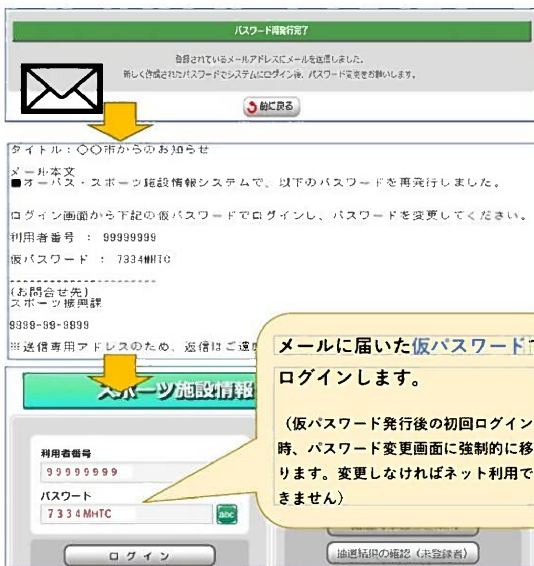 パスワード再発行完了
登録されているメールアドレスにメールを送信しました。
新しく作成されたパスワードでシステムにログイン後、パスワード変更をお願いします。
前に戻る
タイトル:〇〇市からのお知らせ
メール本文
■オーパス・スポーツ施設情報システムで、以下のパスワードを再発行しました。
ログイン画面から下記の仮パスワードでログインし、パスワードを変更してください。
利用者番号 : 99999999
仮パスワード : 7334MHTC
(お問合せ先)
スポーツ振興課
9999-99-9999
※送信専用アドレスのため、返信はご遠
メールに届いた仮パスワードで
ログインします。
(仮パスワード発行後の初回ログイン
時、パスワード変更画面に強制的に移
ります。変更しなければネット利用で
きません)
スポーツ施設情報
利用者番号
99999999
パスワード
7334MHTC
abc
ログイン
抽選結果の確認(未登録者)